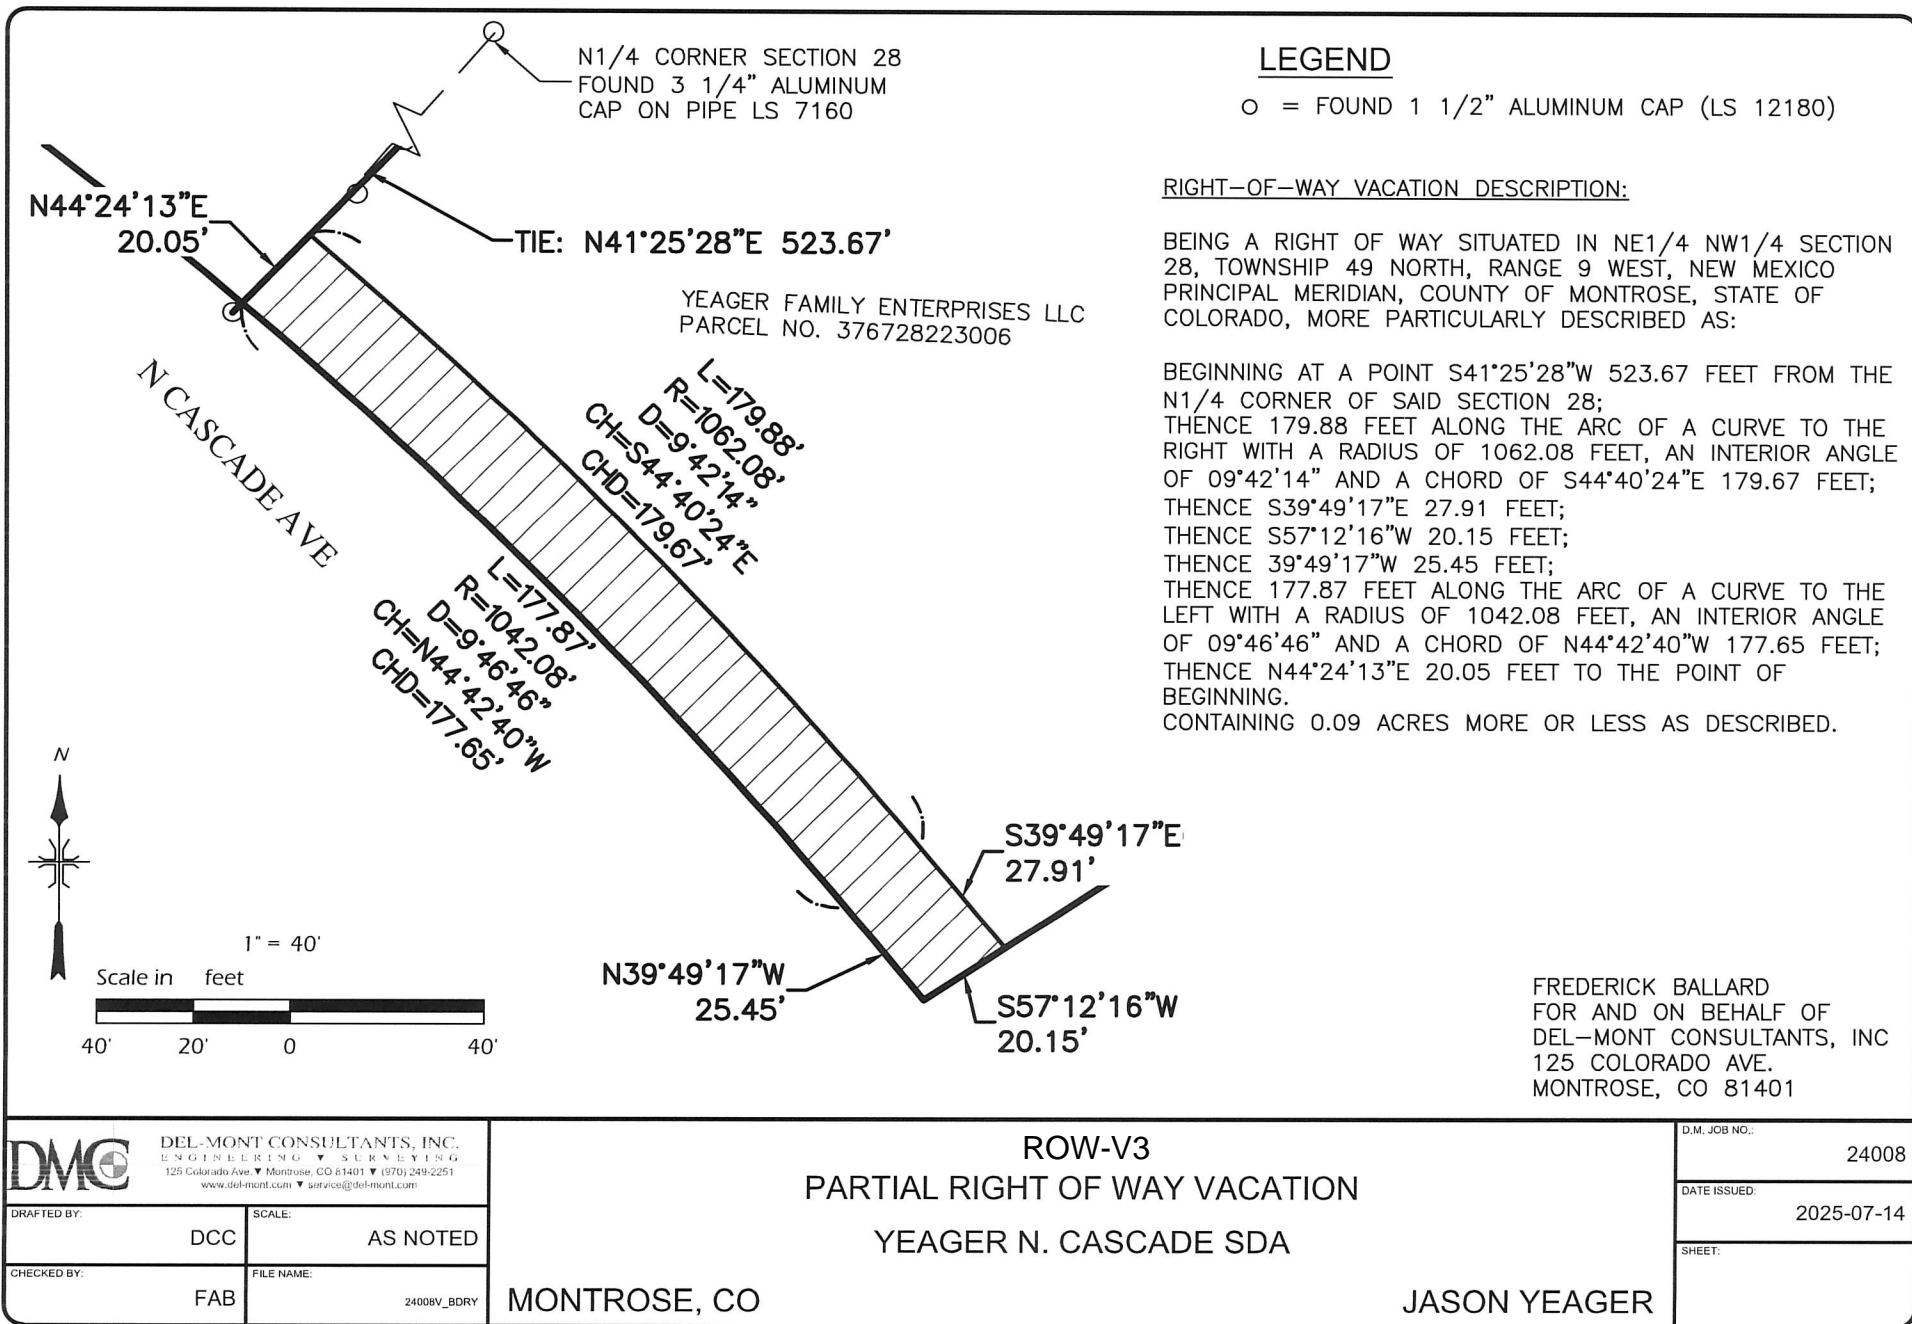 N1/4 CORNER SECTION 28
FOUND 3 1/4" ALUMINUM
CAP ON PIPE LS 7160
N44°24'13"E
20.05'
TIE: N41°25'28"E 523.67'
YEAGER FAMILY ENTERPRISES LLC
PARCEL NO. 376728223006
N CASCADE AVE
L=179.88'
R=1062.08'
D=9°42'14"
CH=S44°40'24"E
CHD=179.67'
L=177.87'
R=1042.08'
D=9°46'46"
CH=N44°42'40"W
CHD=177.65'
S39°49'17"E
27.91'
N39°49'17"W
25.45'
S57°12'16"W
20.15'
N
1" = 40'
Scale in feet
40' 20' 0 40'
LEGEND
O = FOUND 1 1/2" ALUMINUM CAP (LS 12180)
RIGHT-OF-WAY VACATION DESCRIPTION:
BEING A RIGHT OF WAY SITUATED IN NE1/4 NW1/4 SECTION
28, TOWNSHIP 49 NORTH, RANGE 9 WEST, NEW MEXICO
PRINCIPAL MERIDIAN, COUNTY OF MONTROSE, STATE OF
COLORADO, MORE PARTICULARLY DESCRIBED AS:
BEGINNING AT A POINT S41°25'28"W 523.67 FEET FROM THE
N1/4 CORNER OF SAID SECTION 28;
THENCE 179.88 FEET ALONG THE ARC OF A CURVE TO THE
RIGHT WITH A RADIUS OF 1062.08 FEET, AN INTERIOR ANGLE
OF 09°42'14" AND A CHORD OF S44°40'24"E 179.67 FEET;
THENCE S39°49'17"E 27.91 FEET;
THENCE S57°12'16"W 20.15 FEET;
THENCE 39°49'17"W 25.45 FEET;
THENCE 177.87 FEET ALONG THE ARC OF A CURVE TO THE
LEFT WITH A RADIUS OF 1042.08 FEET, AN INTERIOR ANGLE
OF 09°46'46" AND A CHORD OF N44°42'40"W 177.65 FEET;
THENCE N44°24'13"E 20.05 FEET TO THE POINT OF
BEGINNING.
CONTAINING 0.09 ACRES MORE OR LESS AS DESCRIBED.
FREDERICK BALLARD
FOR AND ON BEHALF OF
DEL-MONT CONSULTANTS, INC
125 COLORADO AVE.
MONTROSE, CO 81401
DMC
DEL-MONT CONSULTANTS, INC.
ENGINEERING ▼ SURVEYING
125 Colorado Ave. ▼ Montrose, CO 81401 ▼ (970) 249-2251
www.del-mont.com ▼ service@del-mont.com
DRAFTED BY:
DCC
SCALE:
AS NOTED
CHECKED BY:
FAB
FILE NAME:
24008V_BDRY
ROW-V3
PARTIAL RIGHT OF WAY VACATION
YEAGER N. CASCADE SDA
MONTROSE, CO
JASON YEAGER
D.M. JOB NO.:
24008
DATE ISSUED:
2025-07-14
SHEET: